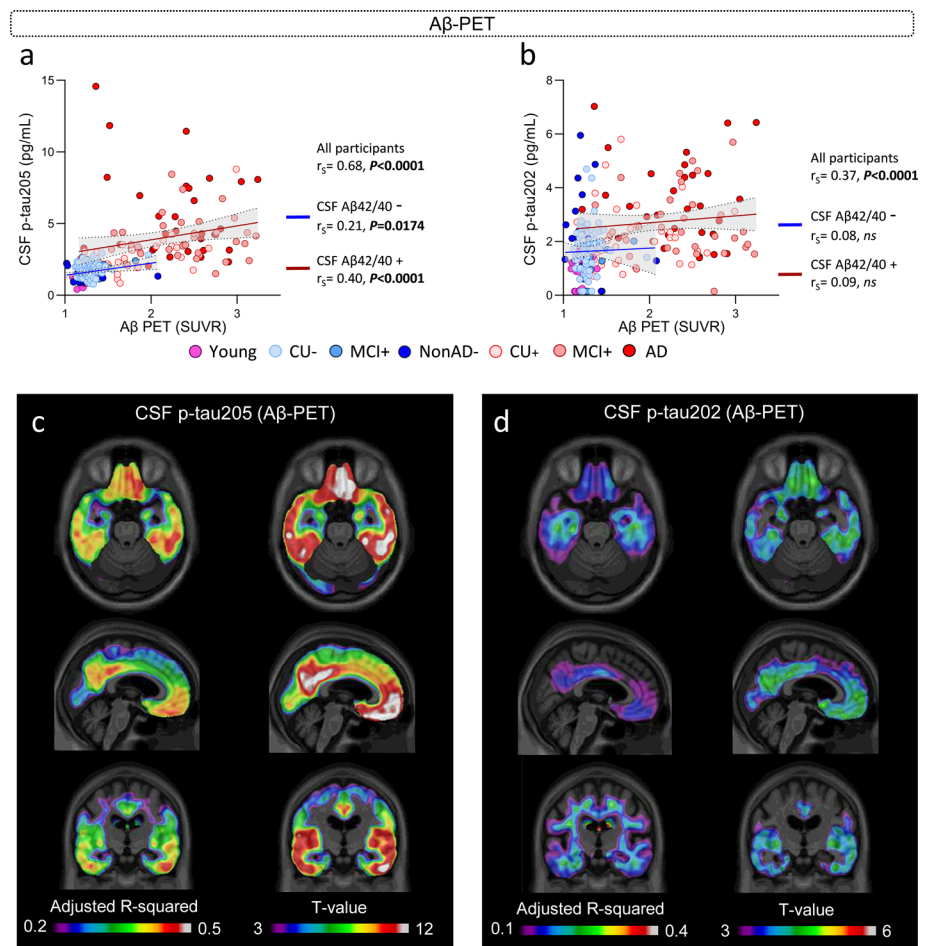 Aβ-PET
a
CSF p-tau205 (pg/mL)
15
10
5
0
1
2
3
Aβ PET (SUVR)
All participants
rS= 0.68, P<0.0001
CSF Aβ42/40 -
rS= 0.21, P=0.0174
CSF Aβ42/40 +
rS= 0.40, P<0.0001
b
CSF p-tau202 (pg/mL)
8
6
4
2
0
1
2
3
Aβ PET (SUVR)
All participants
rS= 0.37, P<0.0001
CSF Aβ42/40 -
rS= 0.08, ns
CSF Aβ42/40 +
rS= 0.09, ns
Young CU- MCI+ NonAD- CU+ MCI+ AD
c
CSF p-tau205 (Aβ-PET)
Adjusted R-squared
0.2 0.5
T-value
3 12
d
CSF p-tau202 (Aβ-PET)
Adjusted R-squared
0.1 0.4
T-value
3 6